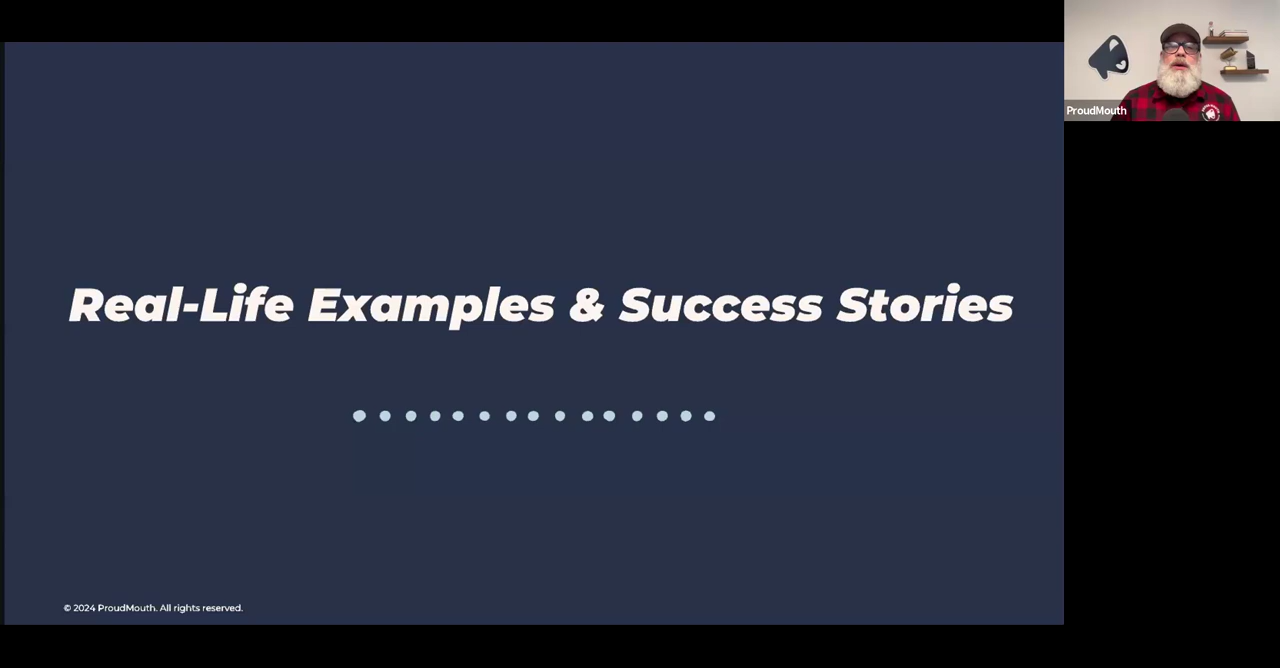 Real-Life Examples & Success Stories
© 2024 ProudMouth. All rights reserved.
ProudMouth